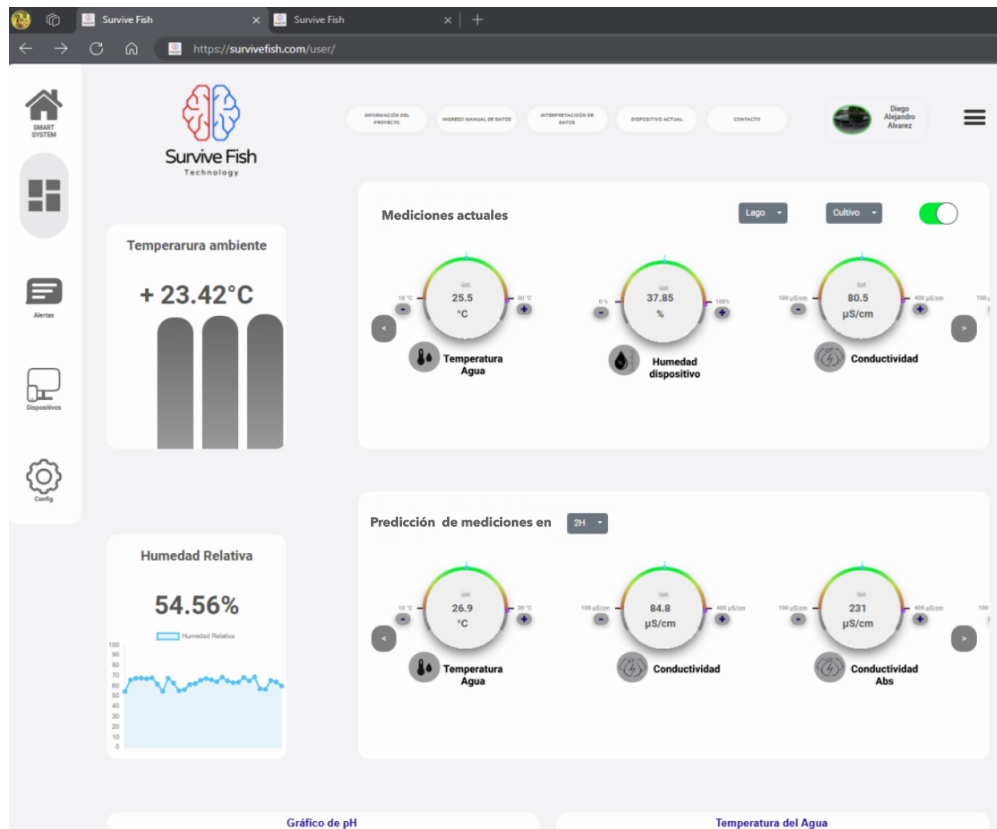 Survive Fish
Survive Fish
https://survivefish.com/user/
SMART
SYSTEM
Alertas
Dispositivos
Config
Survive Fish
Technology
INFORMACIÓN DEL
PROYECTO
INGRESO MANUAL DE DATOS
INTERPRETACIÓN DE
DATOS
DISPOSITIVO ACTUAL
CONTACTO
Diego
Alejandro
Alvarez
Temperarura ambiente
+ 23.42°C
Mediciones actuales
Lago
Cultivo
10 °C
25.5
°C
30 °C
- +
Temperatura
Agua
0 %
37.85
%
100%
- +
Humedad
dispositivo
100 µS/cm
80.5
µS/cm
400 µS/cm
- +
Conductividad
100
< >
Humedad Relativa
54.56%
Humedad Relativa
100
90
80
70
60
50
40
30
20
10
0
Predicción de mediciones en
2H
10 °C
26.9
°C
30 °C
- +
Temperatura
Agua
100 µS/cm
84.8
µS/cm
400 µS/cm
- +
Conductividad
100 µS/cm
231
µS/cm
400 µS/cm
- +
Conductividad
Abs
100
< >
Gráfico de pH
Temperatura del Agua